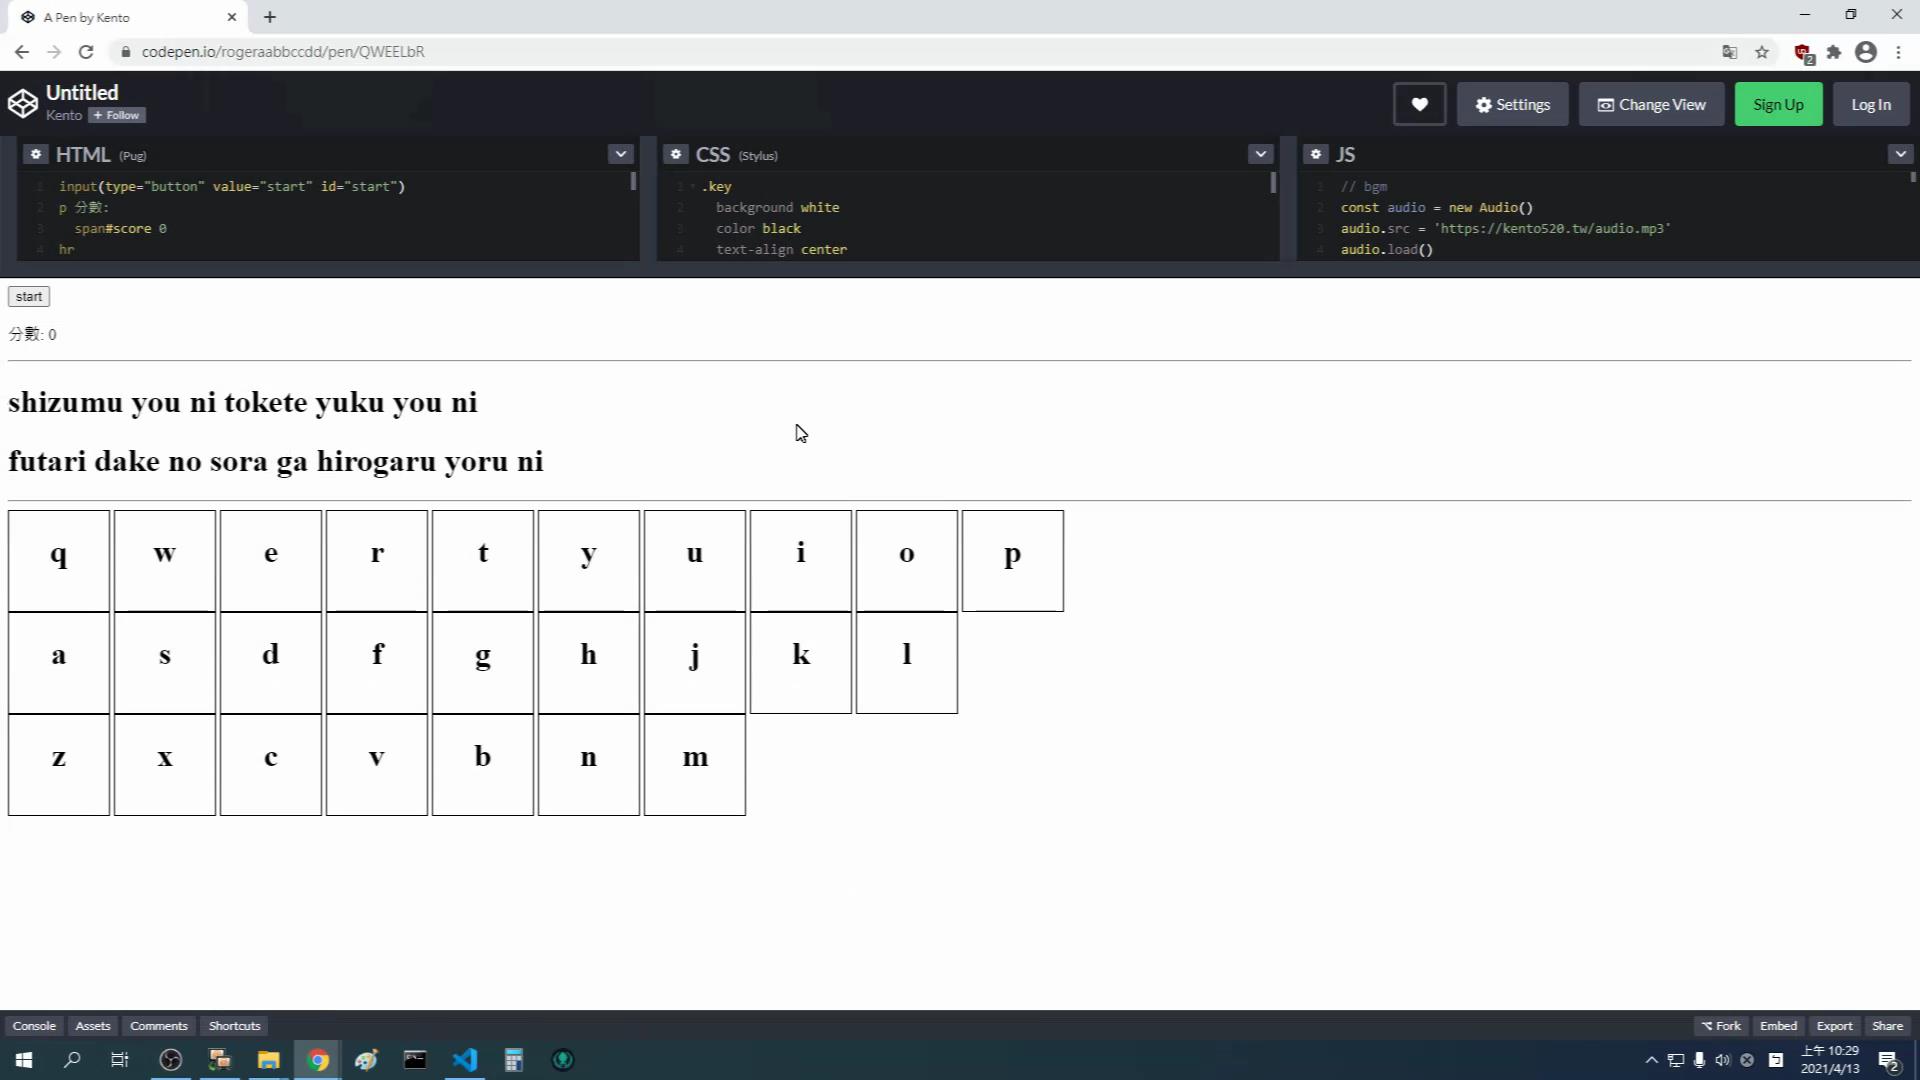 A Pen by Kento
codepen.io/rogeraabbccdd/pen/QWEELbR
2
Untitled
Kento + Follow
Settings
Change View
Sign Up
Log In
HTML (Pug)
1 input(type="button" value="start" id="start")
2 p 分數:
3 span#score 0
4 hr
CSS (Stylus)
1 .key
2 background white
3 color black
4 text-align center
JS
1 // bgm
2 const audio = new Audio()
3 audio.src = 'https://kento520.tw/audio.mp3'
4 audio.load()
start
分數: 0
shizumu you ni tokete yuku you ni
futari dake no sora ga hirogaru yoru ni
q w e r t y u i o p
a s d f g h j k l
z x c v b n m
Console Assets Comments Shortcuts
Fork Embed Export Share
上午 10:29
2021/4/13
2